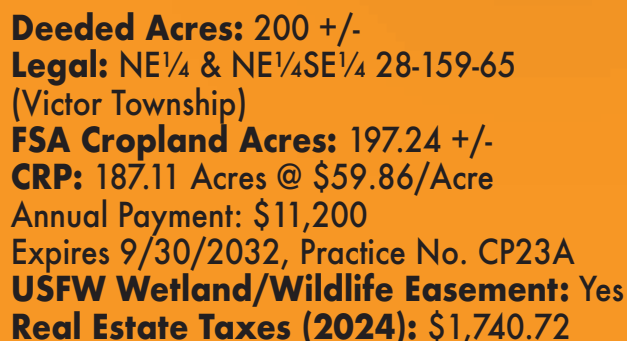 Deeded Acres: 200 +/-
Legal: NE¼ & NE¼SE¼ 28-159-65
(Victor Township)
FSA Cropland Acres: 197.24 +/-
CRP: 187.11 Acres @ $59.86/Acre
Annual Payment: $11,200
Expires 9/30/2032, Practice No. CP23A
USFW Wetland/Wildlife Easement: Yes
Real Estate Taxes (2024): $1,740.72